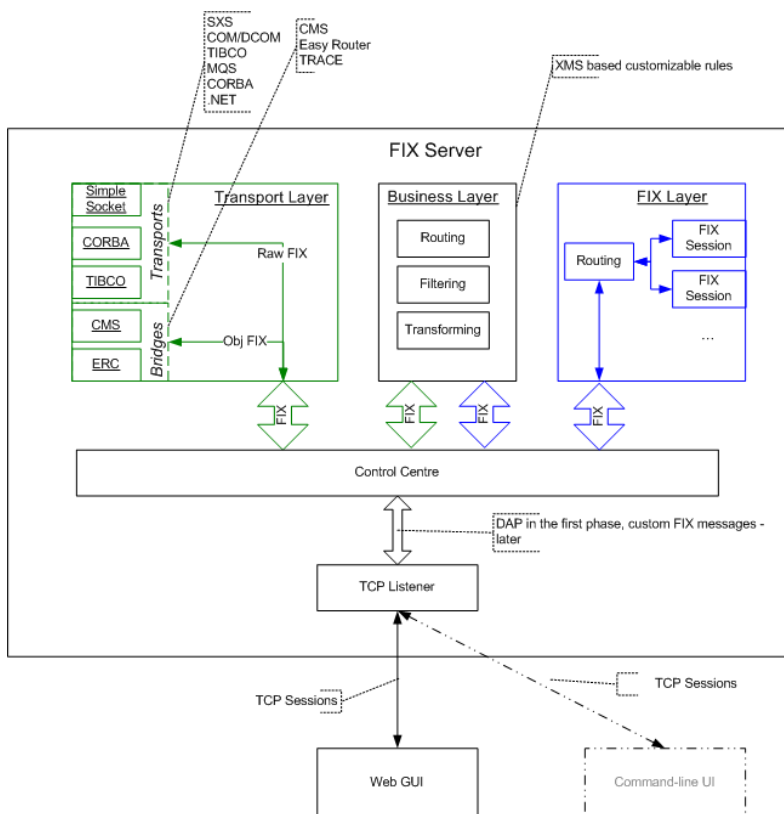 SXS
COM/DCOM
TIBCO
MQS
CORBA
.NET
CMS
Easy Router
TRACE
XMS based customizable rules
FIX Server
Simple
Socket
CORBA
TIBCO
CMS
ERC
Transports
Bridges
Transport Layer
Raw FIX
Obj FIX
Business Layer
Routing
Filtering
Transforming
FIX Layer
Routing
FIX
Session
FIX
Session
...
FIX
FIX
FIX
FIX
Control Centre
DAP in the first phase, custom FIX messages -
later
TCP Listener
TCP Sessions
TCP Sessions
Web GUI
Command-line UI